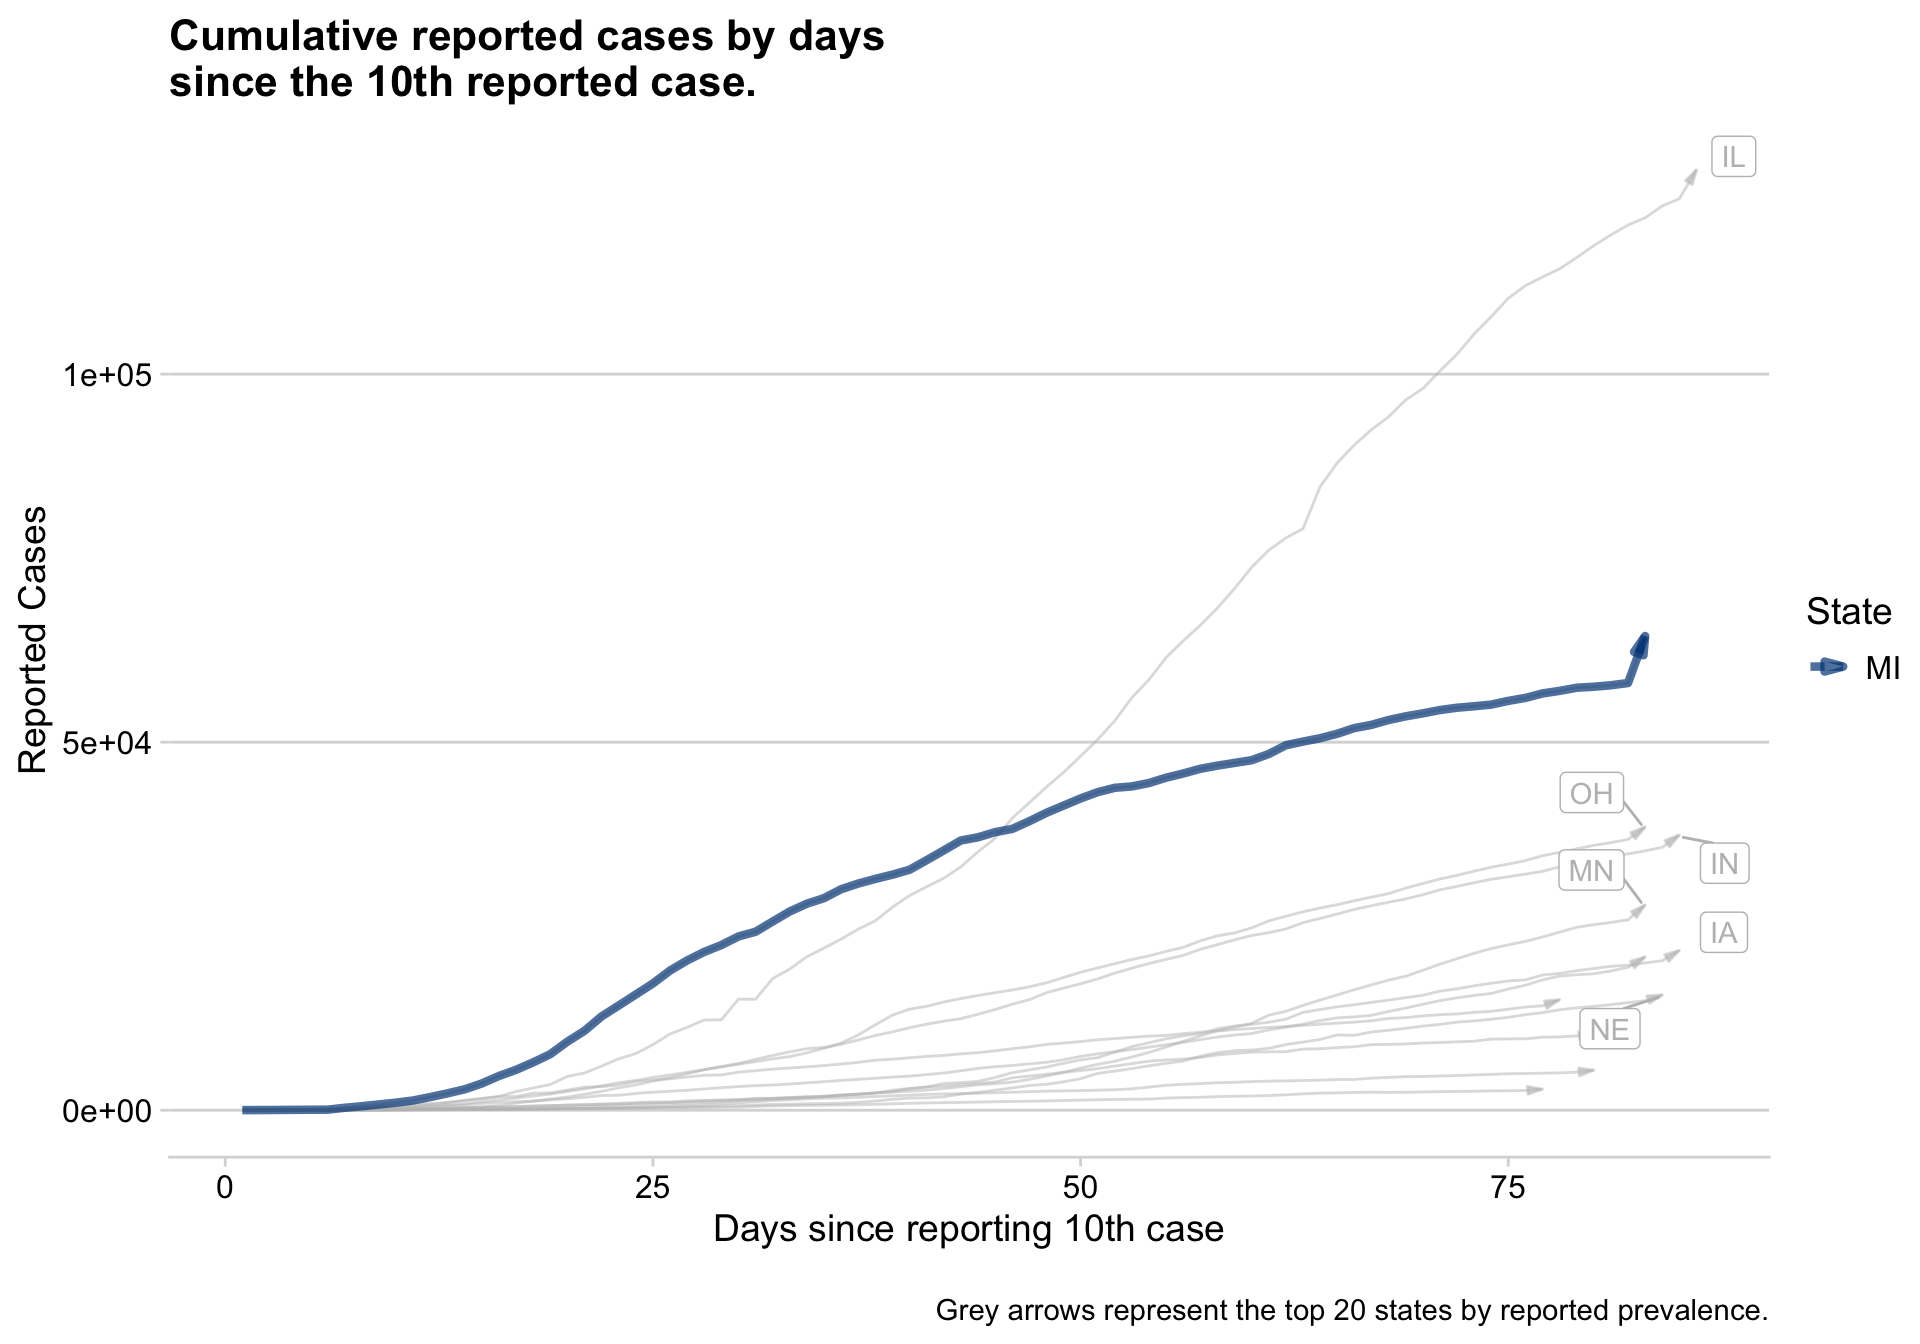 Cumulative reported cases by days
since the 10th reported case.
IL
1e+05
Reported Cases
State
MI
5e+04
OH
MN
IN
IA
NE
0e+00
0
25
50
75
Days since reporting 10th case
Grey arrows represent the top 20 states by reported prevalence.